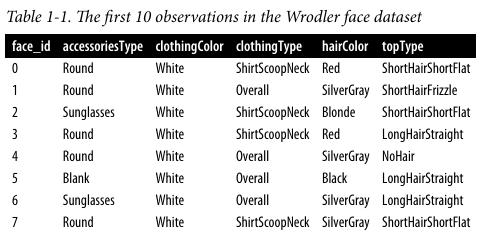 Table 1-1. The first 10 observations in the Wrodler face dataset
face_id accessoriesType clothingColor clothingType hairColor topType
0 Round White ShirtScoopNeck Red ShortHairShortFlat
1 Round White Overall SilverGray ShortHairFrizzle
2 Sunglasses White ShirtScoopNeck Blonde ShortHairShortFlat
3 Round White ShirtScoopNeck Red LongHairStraight
4 Round White Overall SilverGray NoHair
5 Blank White Overall Black LongHairStraight
6 Sunglasses White Overall SilverGray LongHairStraight
7 Round White ShirtScoopNeck SilverGray ShortHairShortFlat